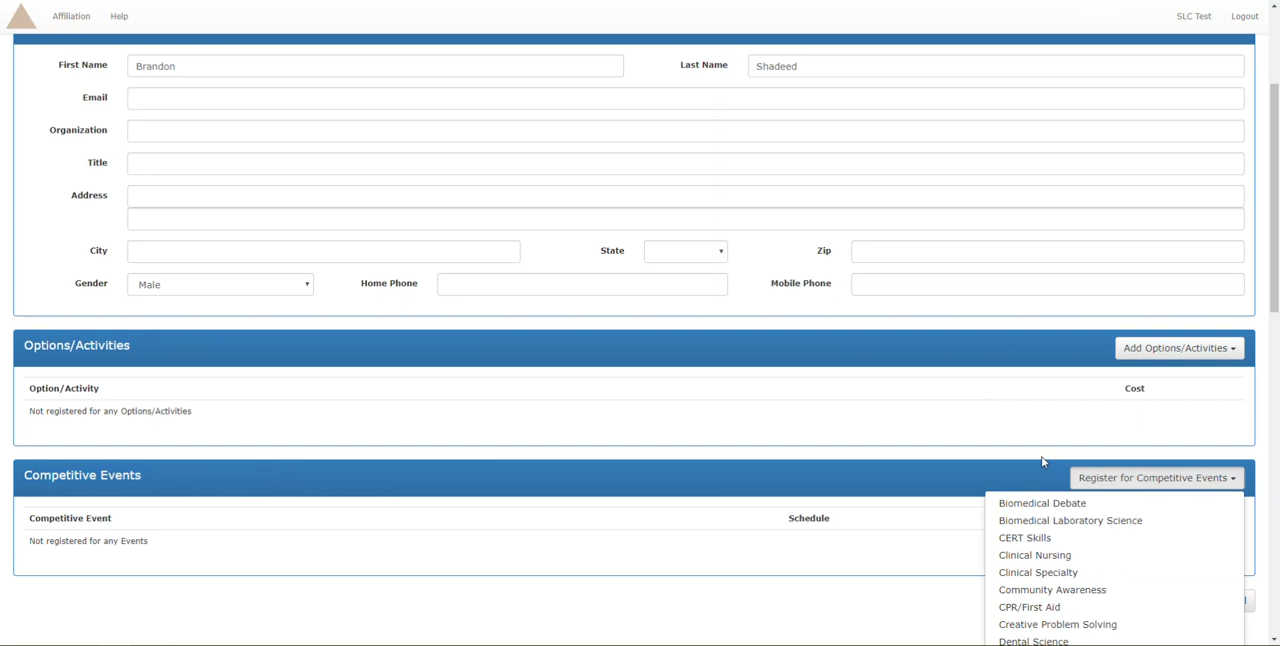 Affiliation Help SLC Test Logout
First Name Brandon Last Name Shadeed
Email
Organization
Title
Address
City State Zip
Gender Male Home Phone Mobile Phone
Options/Activities Add Options/Activities
Option/Activity Cost
Not registered for any Options/Activities
Competitive Events Register for Competitive Events
Competitive Event Schedule
Not registered for any Events
Biomedical Debate
Biomedical Laboratory Science
CERT Skills
Clinical Nursing
Clinical Specialty
Community Awareness
CPR/First Aid
Creative Problem Solving
Dental Science